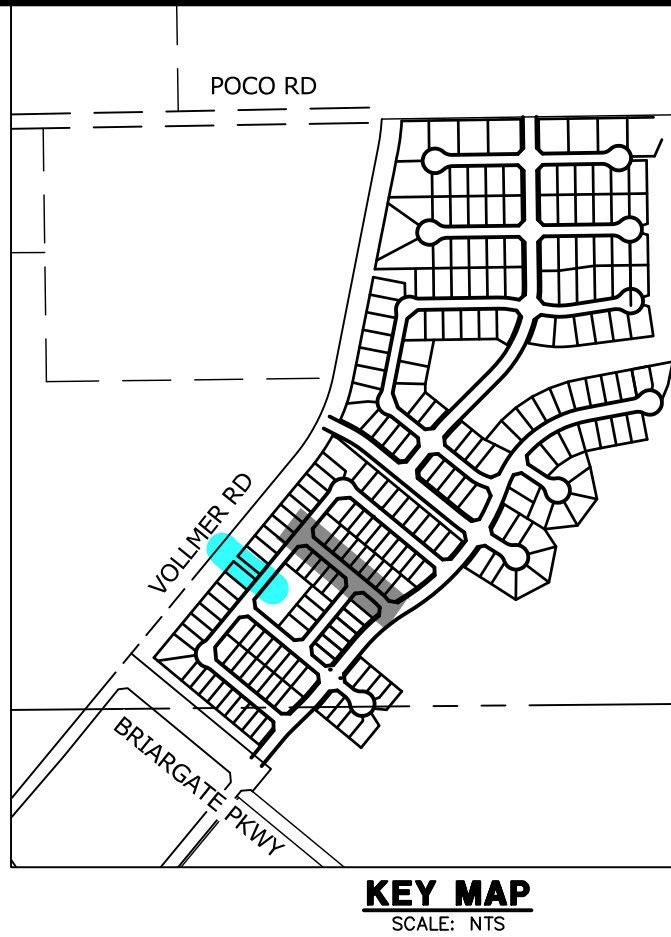 POCO RD
VOLLMER RD
BRIARGATE PKWY
KEY MAP
SCALE: NTS